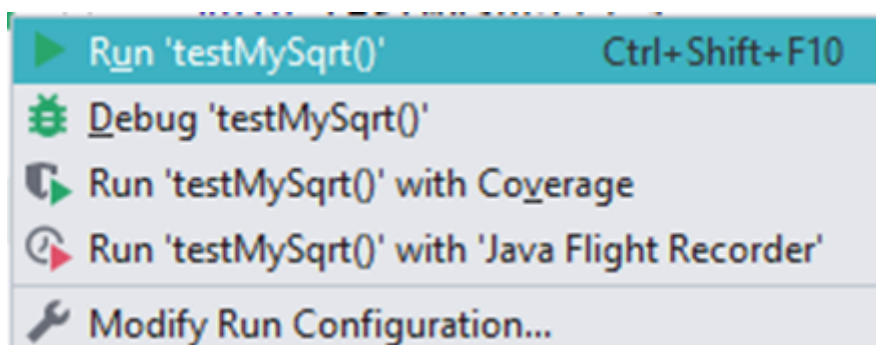 Run 'testMySqrt()' Ctrl+Shift+F10
Debug 'testMySqrt()'
Run 'testMySqrt()' with Coverage
Run 'testMySqrt()' with 'Java Flight Recorder'
Modify Run Configuration...